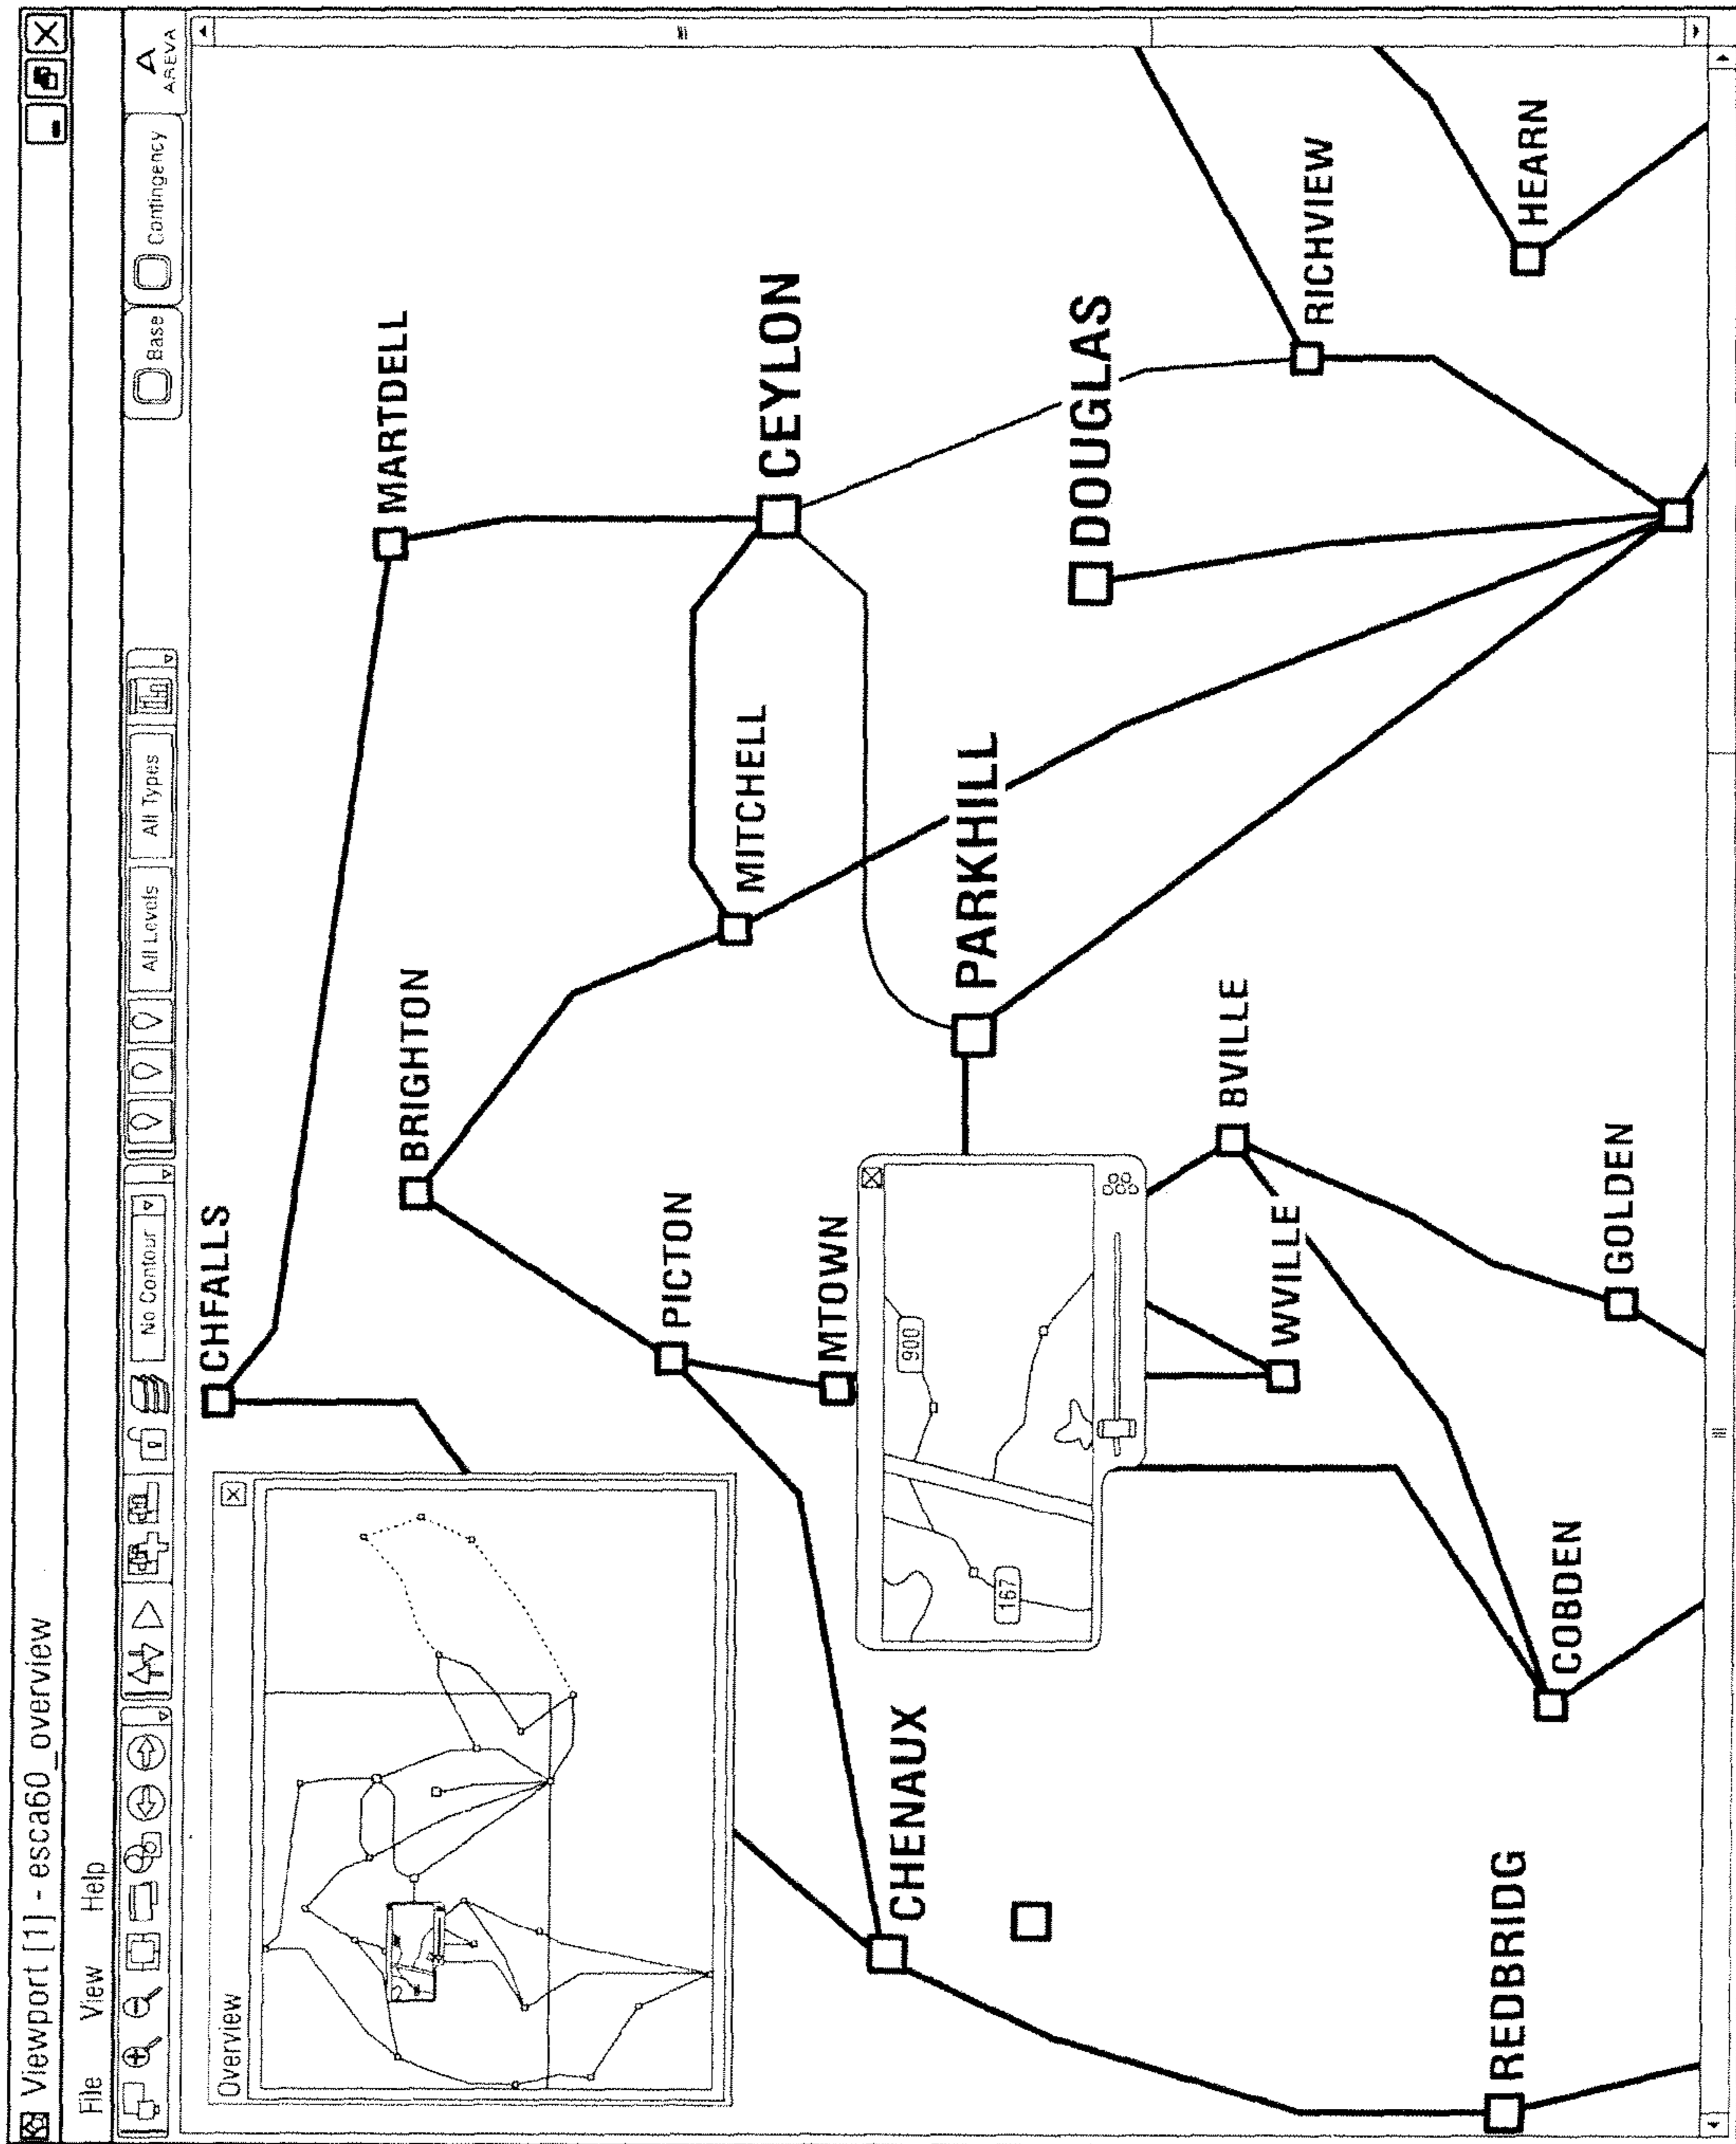 Viewport [1] - esca60_overview
File View Help
No Contour
All Levels
All Types
Base
Contingency
A
AREVA
Overview
CHFALLS
MARTDELL
BRIGHTON
PICTON
MITCHELL
CEYLON
MTOWN
CHENAUX
900
167
PARKHILL
DOUGLAS
BVILLE
WVILLE
RICHVIEW
REDBRIDG
COBDEN
GOLDEN
HEARN